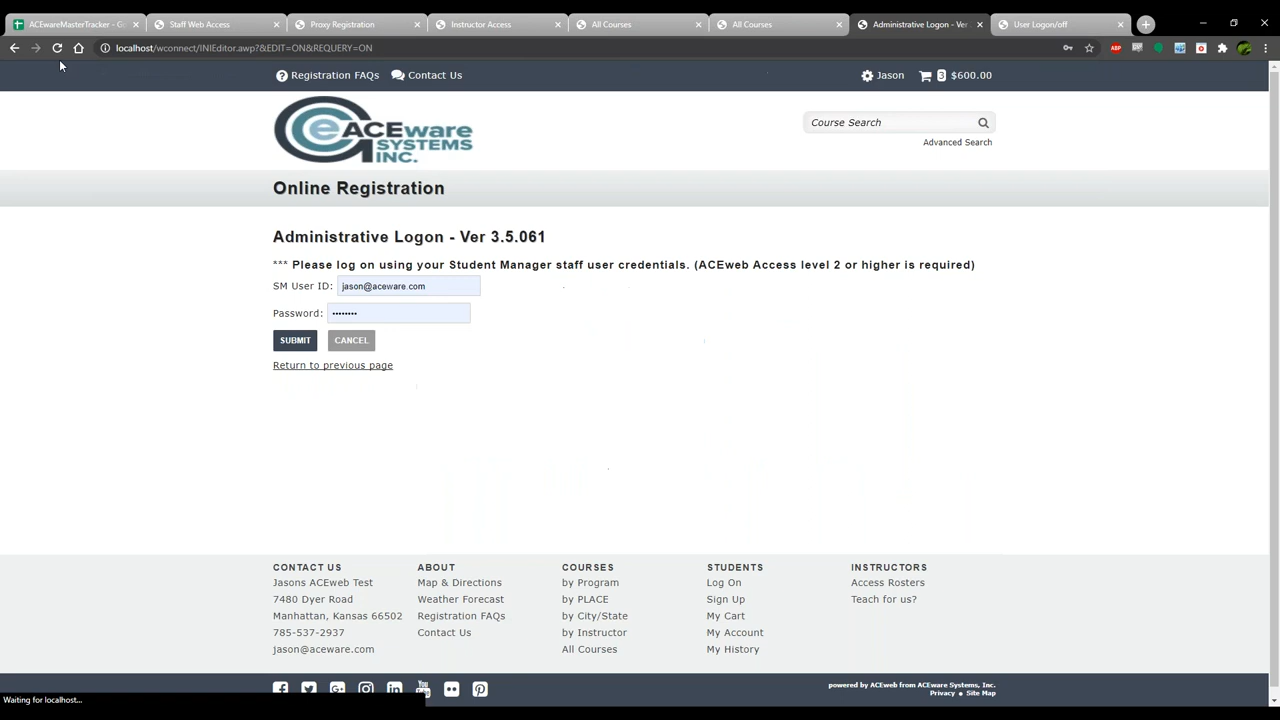 ACEwareMasterTracker - G
Staff Web Access
Proxy Registration
Instructor Access
All Courses
All Courses
Administrative Logon - Ver
User Logon/off
localhost/wconnect/INIEditor.awp?&EDIT=ON&REQUERY=ON
ABP
Registration FAQs
Contact Us
Jason
3 $600.00
eACEware
SYSTEMS
INC.
Course Search
Advanced Search
Online Registration
Administrative Logon - Ver 3.5.061
*** Please log on using your Student Manager staff user credentials. (ACEweb Access level 2 or higher is required)
SM User ID: jason@aceware.com
Password: ••••••••
SUBMIT CANCEL
Return to previous page
CONTACT US
Jasons ACEweb Test
7480 Dyer Road
Manhattan, Kansas 66502
785-537-2937
jason@aceware.com
ABOUT
Map & Directions
Weather Forecast
Registration FAQs
Contact Us
COURSES
by Program
by PLACE
by City/State
by Instructor
All Courses
STUDENTS
Log On
Sign Up
My Cart
My Account
My History
INSTRUCTORS
Access Rosters
Teach for us?
powered by ACEweb from ACEware Systems, Inc.
Privacy • Site Map
Waiting for localhost...